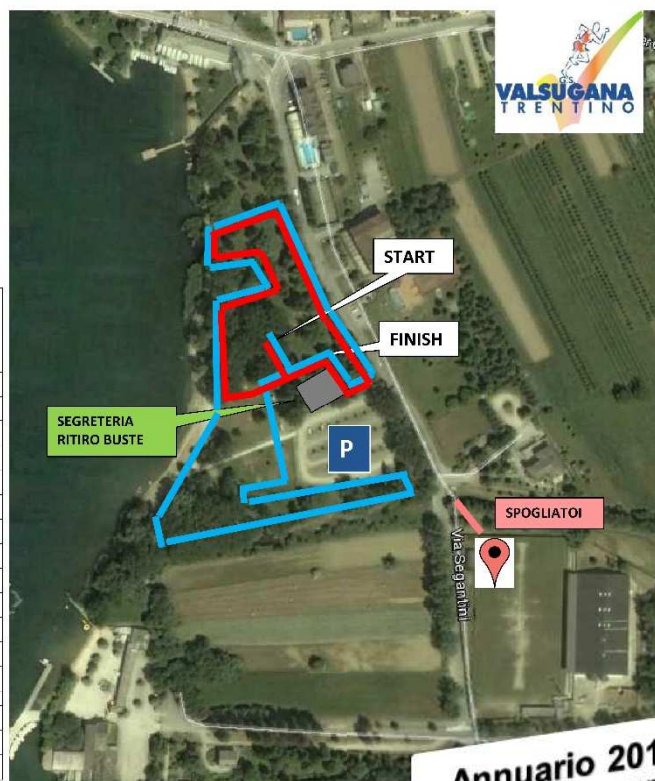 G.S.
VALSUGANA
TRENTINO
START
FINISH
SEGRETERIA
RITIRO BUSTE
P
SPOGLIATOI
Via Segantini
Annuario 201